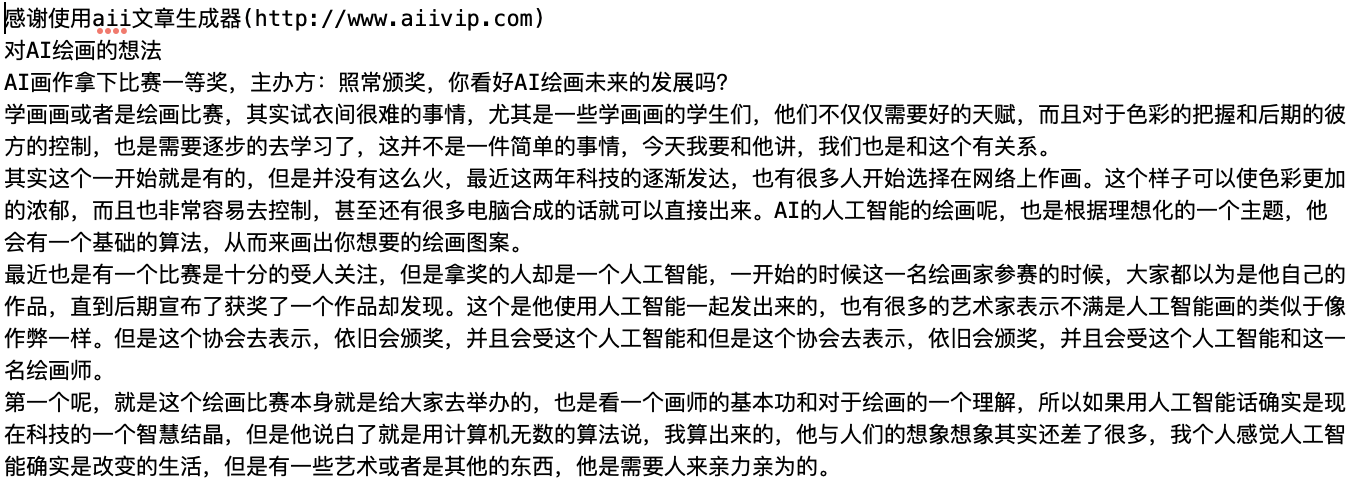 感谢使用aii文章生成器(http://www.aiivip.com)
对AI绘画的想法
AI画作拿下比赛一等奖，主办方：照常颁奖，你看好AI绘画未来的发展吗？
学画画或者是绘画比赛，其实试衣间很难的事情，尤其是一些学画画的学生们，他们不仅仅需要好的天赋，而且对于色彩的把握和后期的彼
方的控制，也是需要逐步的去学习了，这并不是一件简单的事情，今天我要和他讲，我们也是和这个有关系。
其实这个一开始就是有的，但是并没有这么火，最近这两年科技的逐渐发达，也有很多人开始选择在网络上作画。这个样子可以使色彩更加
的浓郁，而且也非常容易去控制，甚至还有很多电脑合成的话就可以直接出来。AI的人工智能的绘画呢，也是根据理想化的一个主题，他
会有一个基础的算法，从而来画出你想要的绘画图案。
最近也是有一个比赛是十分的受人关注，但是拿奖的人却是一个人工智能，一开始的时候这一名绘画家参赛的时候，大家都以为是他自己的
作品，直到后期宣布了获奖了一个作品却发现。这个是他使用人工智能一起发出来的，也有很多的艺术家表示不满是人工智能画的类似于像
作弊一样。但是这个协会去表示，依旧会颁奖，并且会受这个人工智能和但是这个协会去表示，依旧会颁奖，并且会受这个人工智能和这一
名绘画师。
第一个呢，就是这个绘画比赛本身就是给大家去举办的，也是看一个画师的基本功和对于绘画的一个理解，所以如果用人工智能话确实是现
在科技的一个智慧结晶，但是他说白了就是用计算机无数的算法说，我算出来的，他与人们的想象想象其实还差了很多，我个人感觉人工智
能确实是改变的生活，但是有一些艺术或者是其他的东西，他是需要人来亲力亲为的。